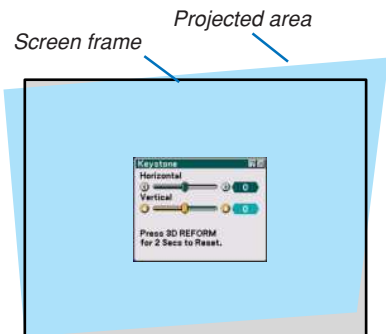 Projected area
Screen frame
Keystone
Horizontal
0
Vertical
0
Press 3D REFORM
for 2 Secs to Reset.